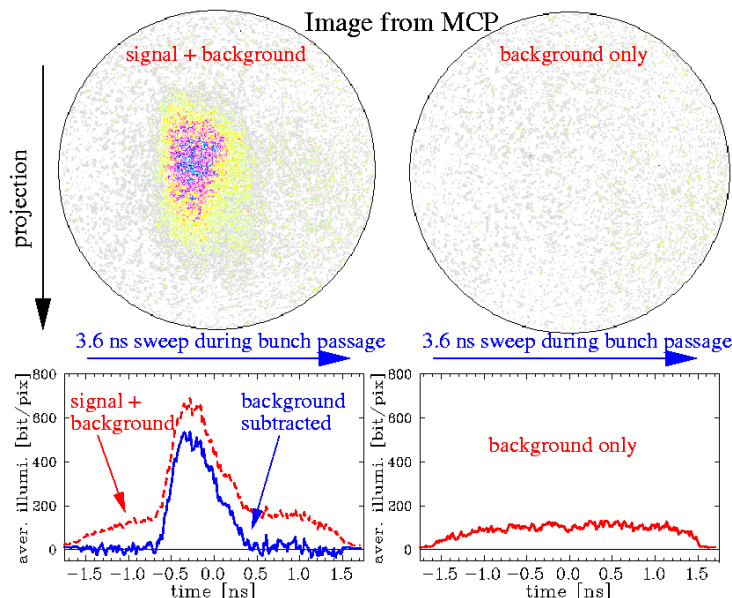 Image from MCP
signal + background
background only
projection
3.6 ns sweep during bunch passage
3.6 ns sweep during bunch passage
aver. illumi. [bit/pix]
800
600
400
200
0
signal +
background
background
subtracted
−1.5 −1.0 −0.5 0.0 0.5 1.0 1.5
time [ns]
aver. illumi. [bit/pix]
800
600
400
200
0
background only
−1.5 −1.0 −0.5 0.0 0.5 1.0 1.5
time [ns]